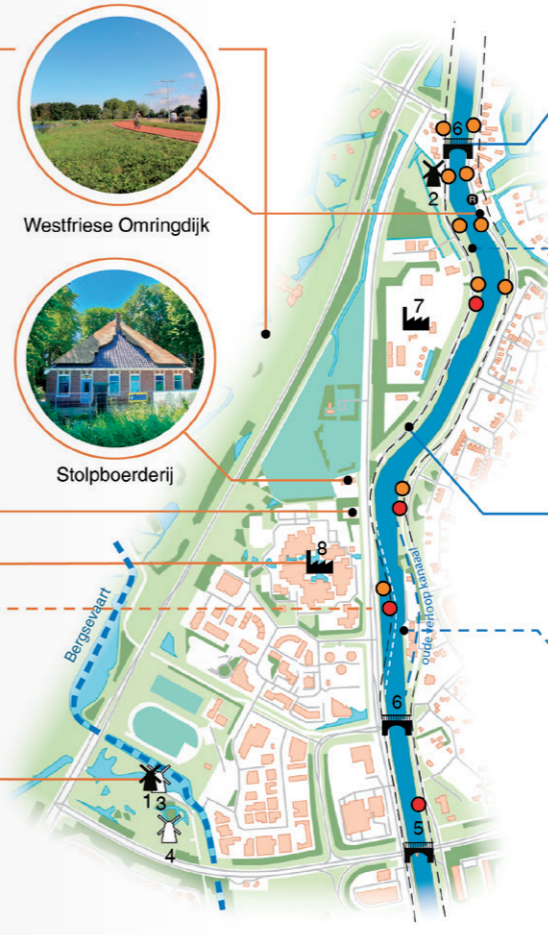 Westfriese Omringdijk
Stolpboerderij
6
2
R
7
8
Bergsevaart
oude verloop kanaal
6
1 3
4
5